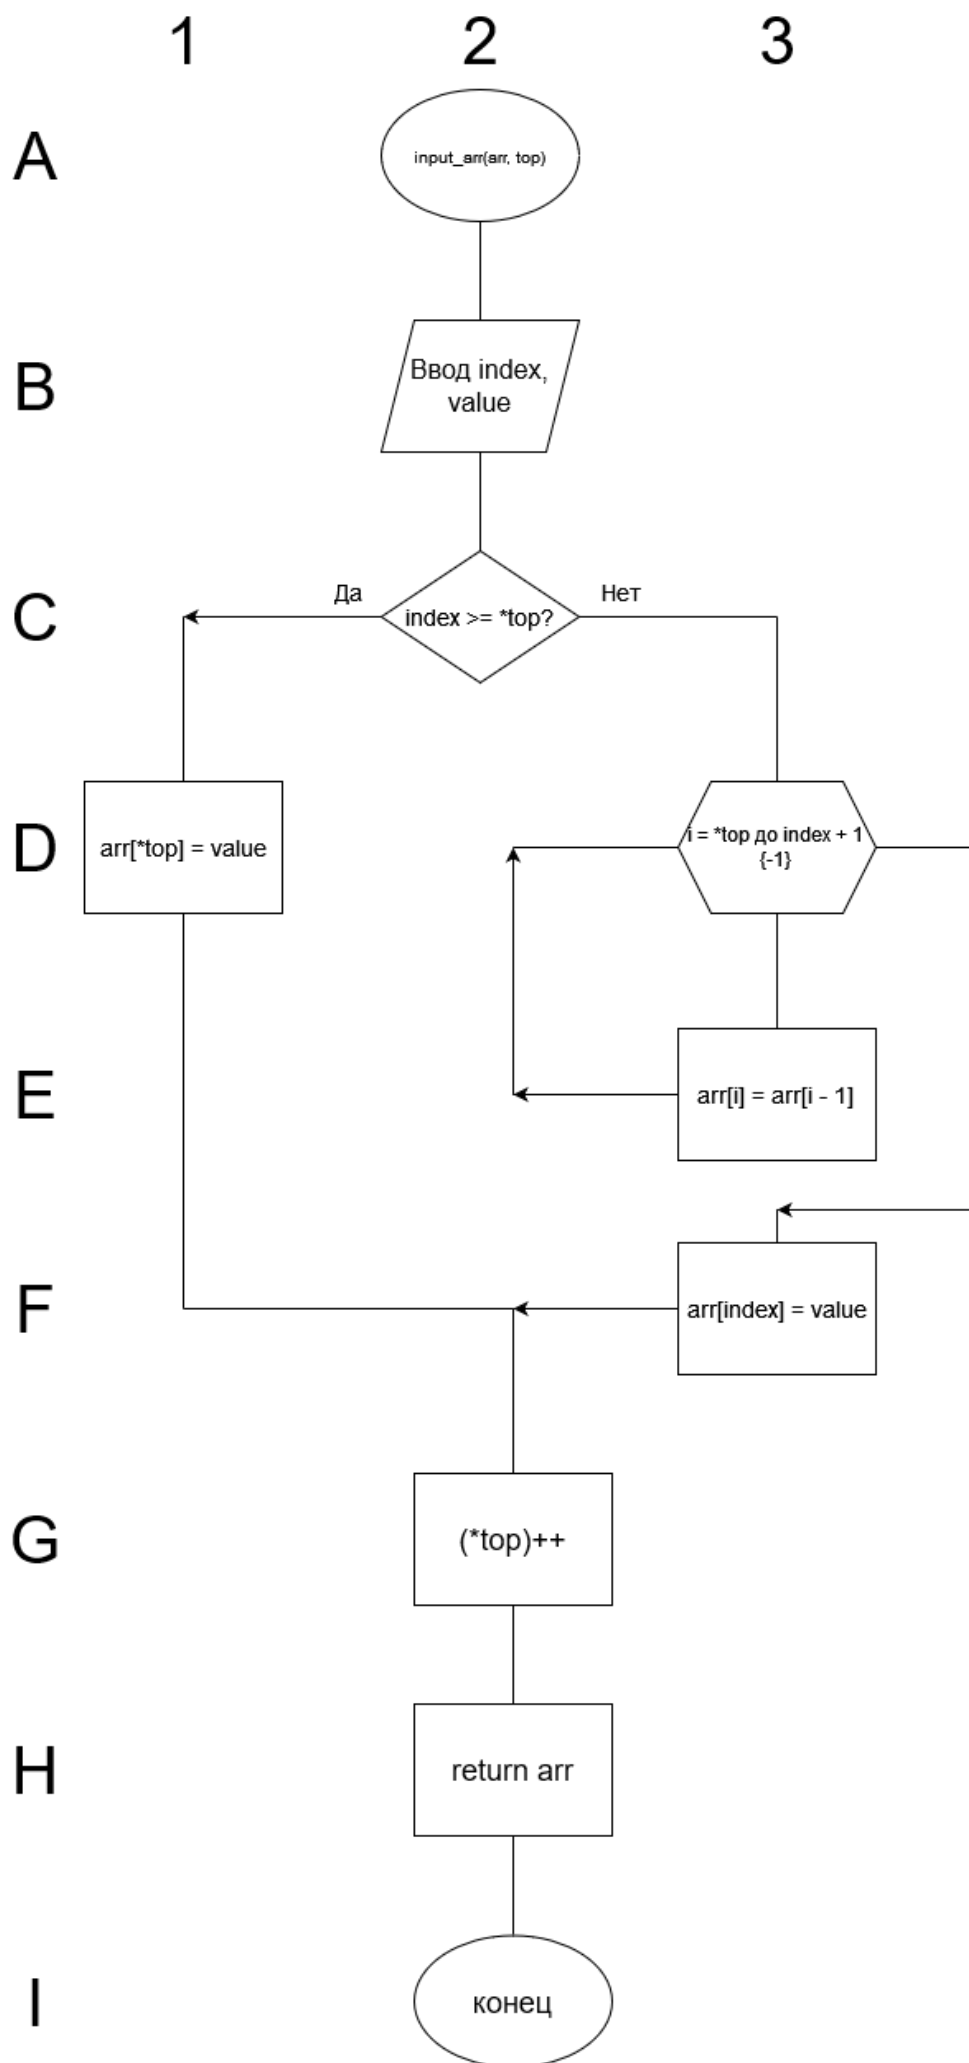 1 2 3
A
input_arr(arr, top)
B
Ввод index,
value
C
Да
index >= *top?
Нет
D
arr[*top] = value
i = *top до index + 1
{-1}
E
arr[i] = arr[i - 1]
F
arr[index] = value
G
(*top)++
H
return arr
I
конец